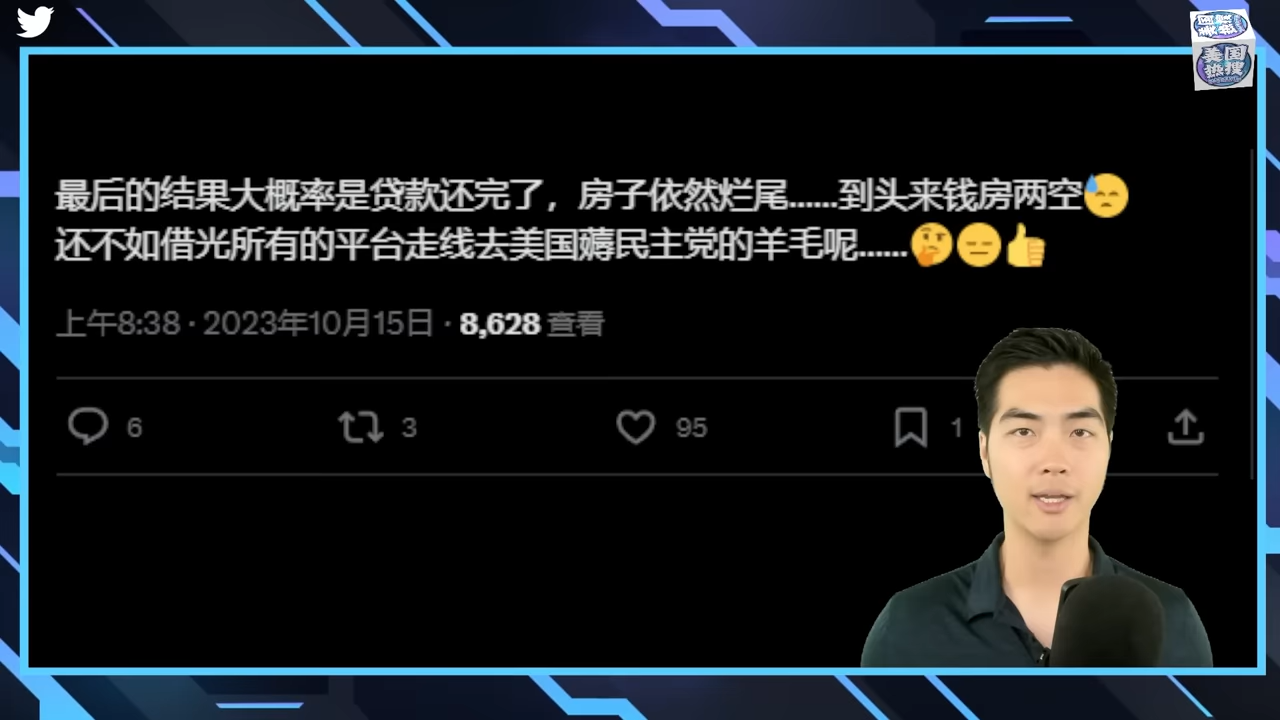 美国
热搜
最后的结果大概率是贷款还完了，房子依然烂尾......到头来钱房两空😓
还不如借光所有的平台走线去美国薅民主党的羊毛呢......🤔😑👍
上午8:38 · 2023年10月15日 · 8,628 查看
6 3 95 1